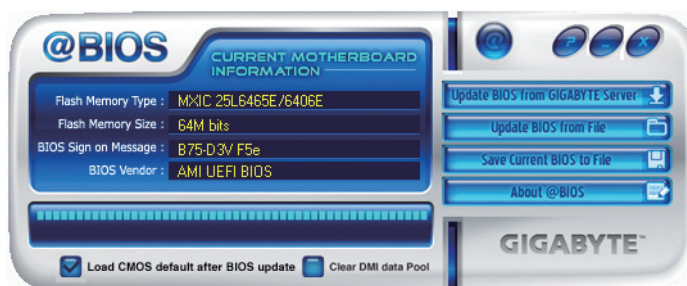 @BIOS
CURRENT MOTHERBOARD
INFORMATION
Flash Memory Type : MXIC 25L6465E/6406E
Flash Memory Size : 64M bits
BIOS Sign on Message : B75-D3V F5e
BIOS Vendor : AMI UEFI BIOS
Load CMOS default after BIOS update
Clear DMI data Pool
@
? – x
Update BIOS from GIGABYTE Server
Update BIOS from File
Save Current BIOS to File
About @BIOS
GIGABYTE™